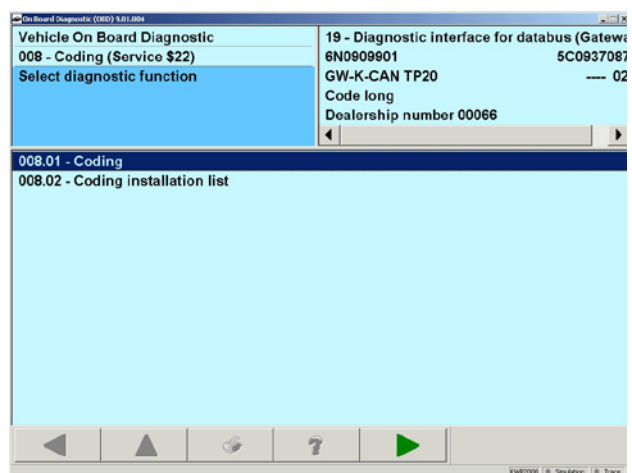 On Board Diagnostic (OBD) 9.01.004
Vehicle On Board Diagnostic
008 - Coding (Service $22)
Select diagnostic function
19 - Diagnostic interface for databus (Gatewa
6N0909901 5C0937087
GW-K-CAN TP20 ---- 02
Code long
Dealership number 00066
008.01 - Coding
008.02 - Coding installation list
KWP2000 Simulation Trace